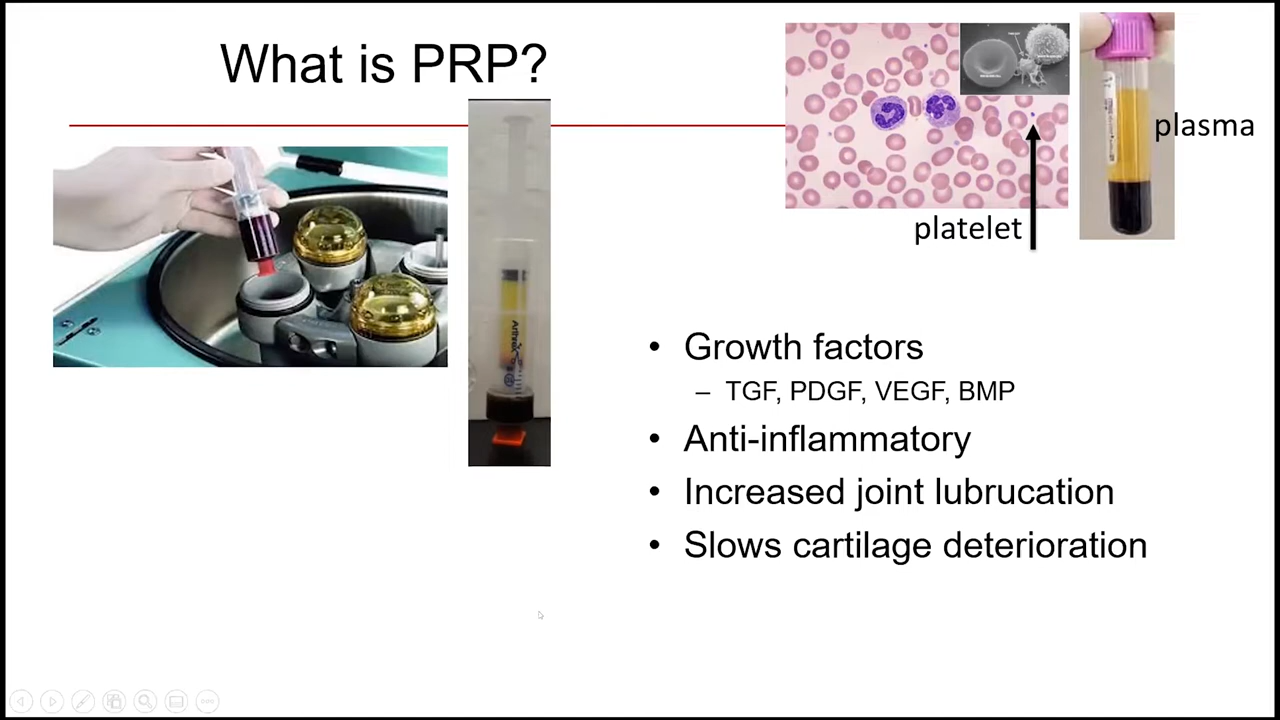 What is PRP?
plasma
platelet
Arthrex
• Growth factors
– TGF, PDGF, VEGF, BMP
• Anti-inflammatory
• Increased joint lubrucation
• Slows cartilage deterioration